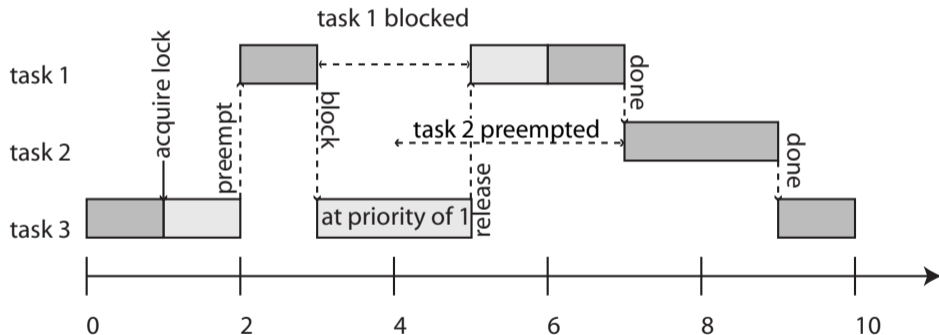 task 1 blocked
task 1
acquire lock
preempt
block
done
task 2 preempted
task 2
done
task 3
at priority of 1
release
0 2 4 6 8 10